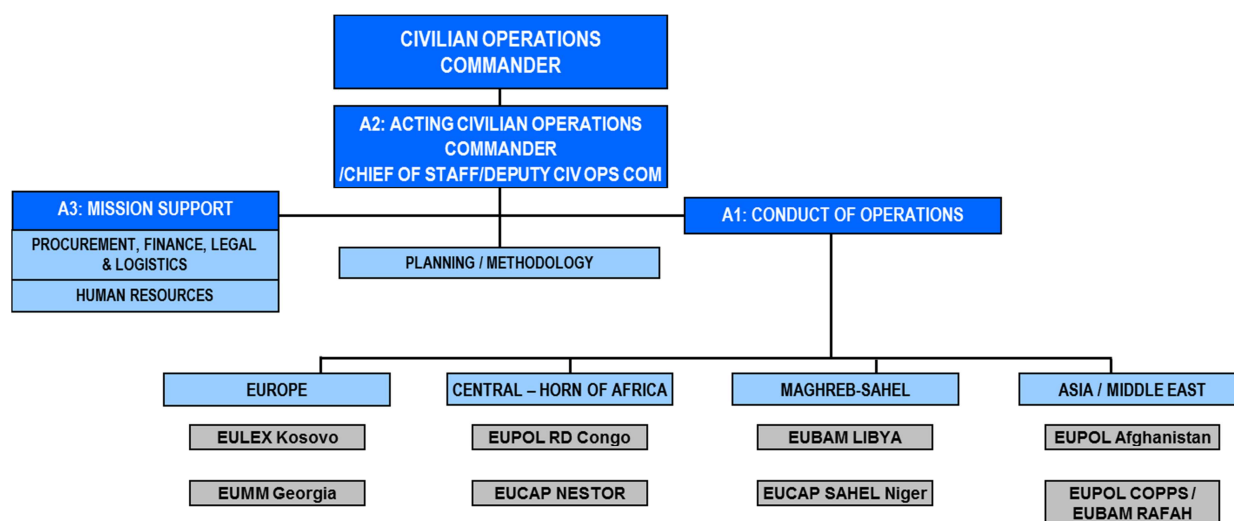 CIVILIAN OPERATIONS
COMMANDER
A2: ACTING CIVILIAN OPERATIONS
COMMANDER
/CHIEF OF STAFF/DEPUTY CIV OPS COM
A3: MISSION SUPPORT
PROCUREMENT, FINANCE, LEGAL
& LOGISTICS
HUMAN RESOURCES
PLANNING / METHODOLOGY
A1: CONDUCT OF OPERATIONS
EUROPE
CENTRAL – HORN OF AFRICA
MAGHREB-SAHEL
ASIA / MIDDLE EAST
EULEX Kosovo
EUPOL RD Congo
EUBAM LIBYA
EUPOL Afghanistan
EUMM Georgia
EUCAP NESTOR
EUCAP SAHEL Niger
EUPOL COPPS /
EUBAM RAFAH